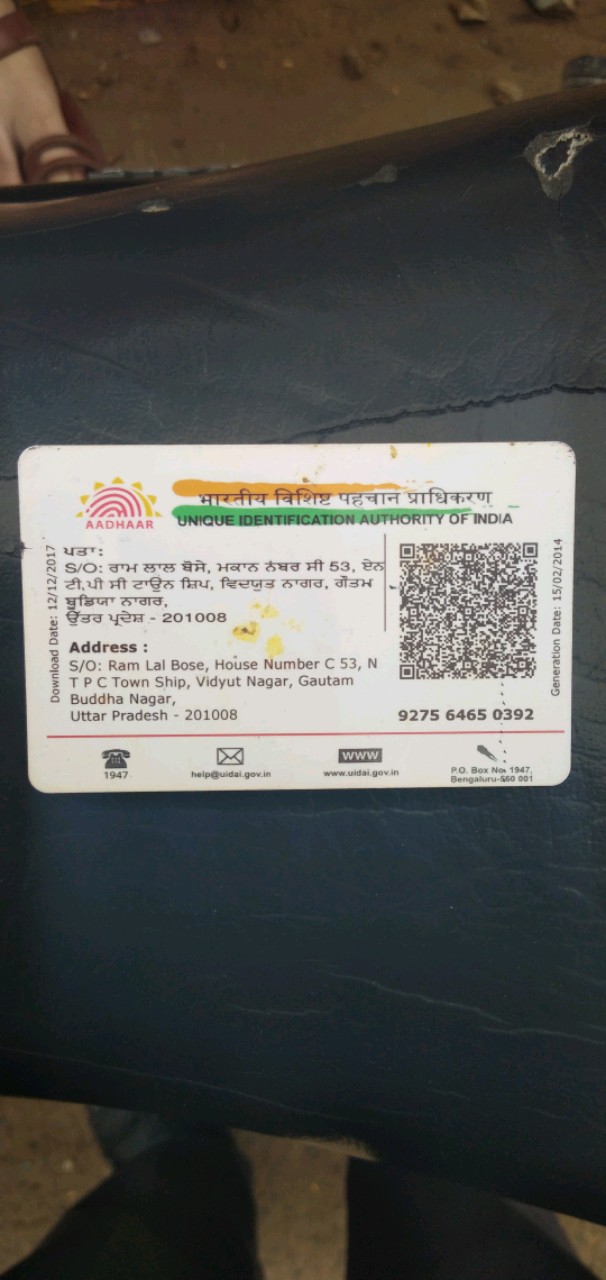 भारतीय विशिष्ट पहचान प्राधिकरण
AADHAAR
UNIQUE IDENTIFICATION AUTHORITY OF INDIA
Download Date: 12/12/2017
ਪਤਾ:
S/O: ਰਾਮ ਲਾਲ ਬੋਸੇ, ਮਕਾਨ ਨੰਬਰ ਸੀ 53, ਏਨ
ਟੀ.ਪੀ ਸੀ ਟਾਊਨ ਸ਼ਿਪ, ਵਿਦਯੁਤ ਨਾਗਰ, ਗੌਤਮ
ਬੂਡਿਯਾ ਨਾਗਰ,
ਉੱਤਰ ਪ੍ਰਦੇਸ਼ - 201008
Address :
S/O: Ram Lal Bose, House Number C 53, N
T P C Town Ship, Vidyut Nagar, Gautam
Buddha Nagar,
Uttar Pradesh - 201008
Generation Date: 15/02/2014
9275 6465 0392
1947
help@uidai.gov.in
WWW
www.uidai.gov.in
P.O. Box No. 1947,
Bengaluru-560 001